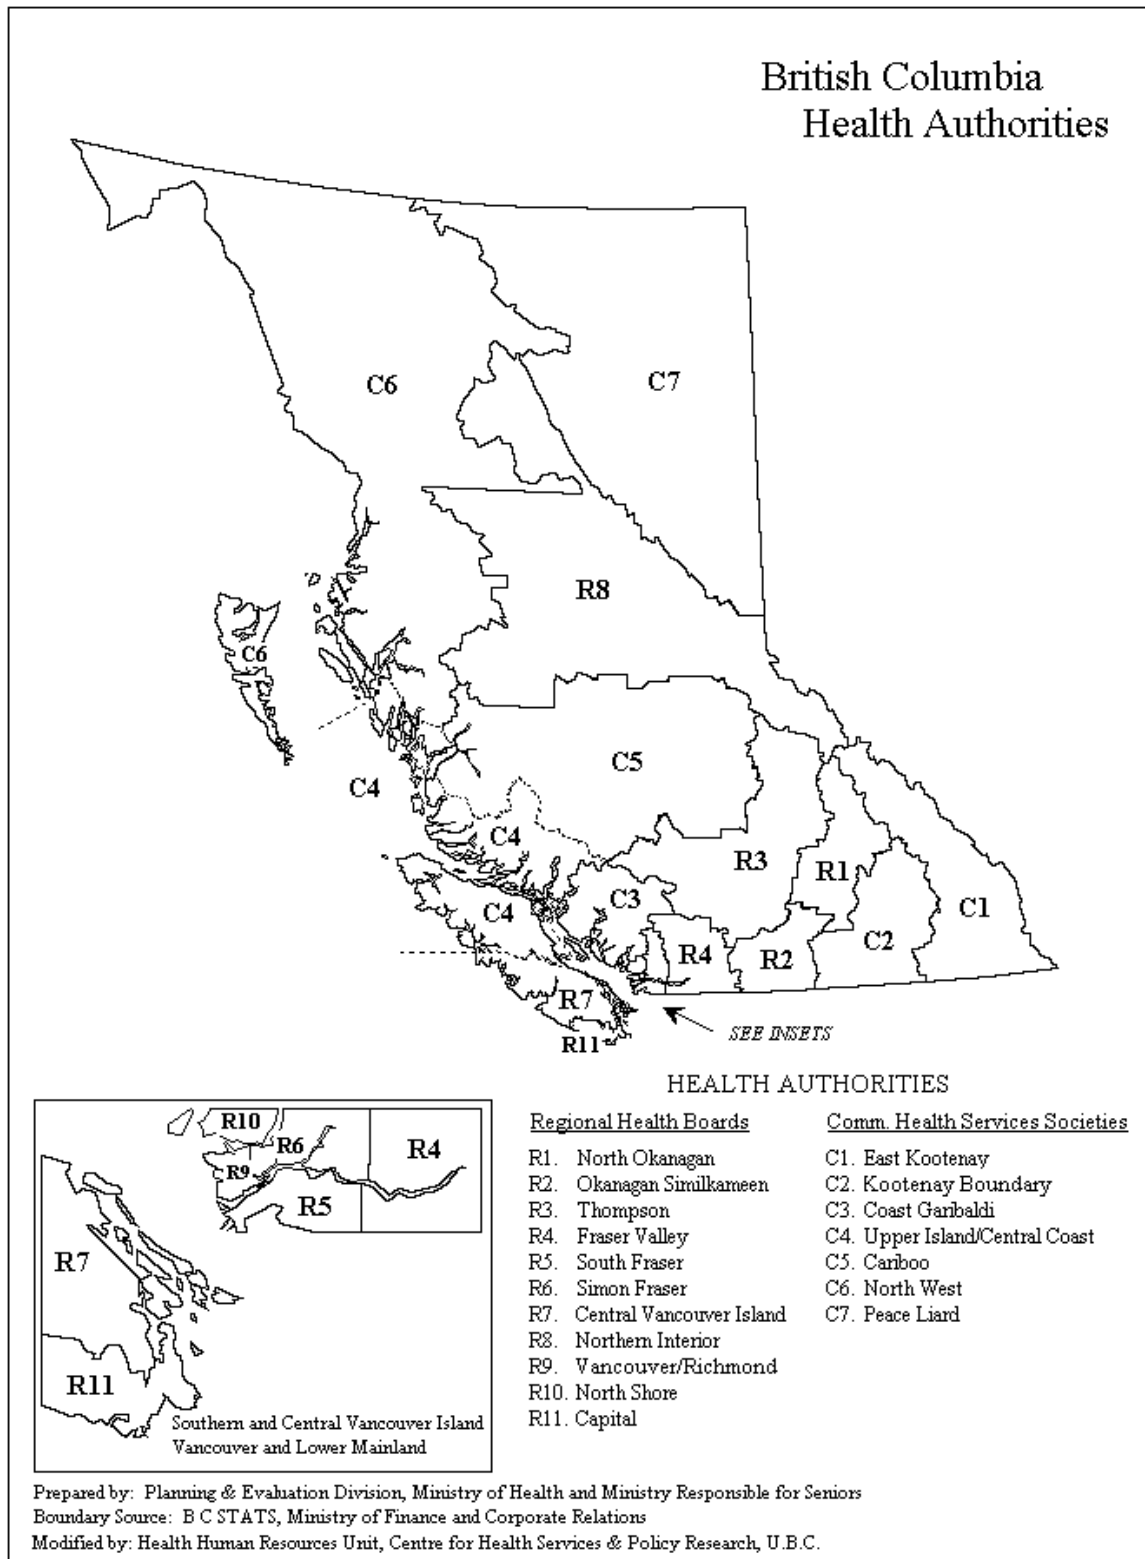 British Columbia
Health Authorities
C6
C7
R8
C6
C5
C4
C4
R3
R1
C3
C4
C1
C2
R4
R2
R7
R11
SEE INSETS
HEALTH AUTHORITIES
Regional Health Boards
R1. North Okanagan
R2. Okanagan Similkameen
R3. Thompson
R4. Fraser Valley
R5. South Fraser
R6. Simon Fraser
R7. Central Vancouver Island
R8. Northern Interior
R9. Vancouver/Richmond
R10. North Shore
R11. Capital
Comm. Health Services Societies
C1. East Kootenay
C2. Kootenay Boundary
C3. Coast Garibaldi
C4. Upper Island/Central Coast
C5. Cariboo
C6. North West
C7. Peace Liard
R10
R6
R4
R9
R5
R7
R11
Southern and Central Vancouver Island
Vancouver and Lower Mainland
Prepared by: Planning & Evaluation Division, Ministry of Health and Ministry Responsible for Seniors
Boundary Source: B C STATS, Ministry of Finance and Corporate Relations
Modified by: Health Human Resources Unit, Centre for Health Services & Policy Research, U.B.C.